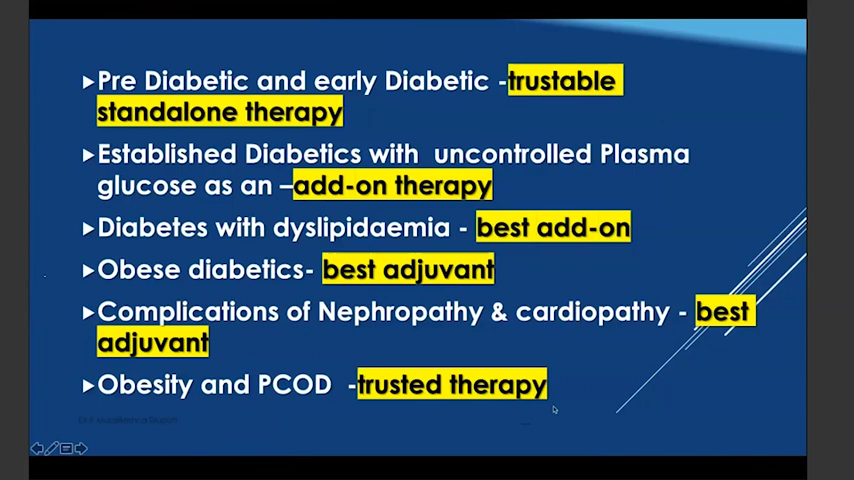 Pre Diabetic and early Diabetic -trustable
standalone therapy
Established Diabetics with uncontrolled Plasma
glucose as an –add-on therapy
Diabetes with dyslipidaemia - best add-on
Obese diabetics- best adjuvant
Complications of Nephropathy & cardiopathy - best
adjuvant
Obesity and PCOD -trusted therapy